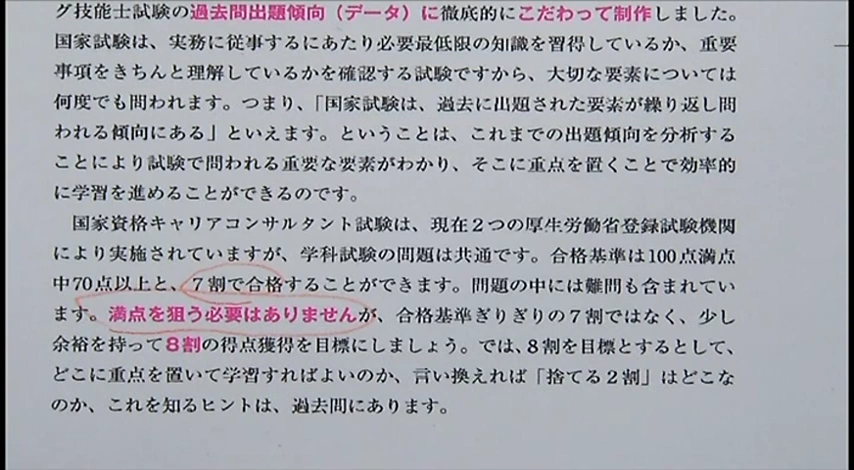 グ技能士試験の過去問出題傾向（データ）に徹底的にこだわって制作しました。
国家試験は、実務に従事するにあたり必要最低限の知識を習得しているか、重要
事項をきちんと理解しているかを確認する試験ですから、大切な要素については
何度でも問われます。つまり、「国家試験は、過去に出題された要素が繰り返し問
われる傾向にある」といえます。ということは、これまでの出題傾向を分析する
ことにより試験で問われる重要な要素がわかり、そこに重点を置くことで効率的
に学習を進めることができるのです。
国家資格キャリアコンサルタント試験は、現在２つの厚生労働省登録試験機関
により実施されていますが、学科試験の問題は共通です。合格基準は100点満点
中70点以上と、７割で合格することができます。問題の中には難問も含まれてい
ます。満点を狙う必要はありませんが、合格基準ぎりぎりの７割ではなく、少し
余裕を持って８割の得点獲得を目標にしましょう。では、８割を目標とするとして、
どこに重点を置いて学習すればよいのか、言い換えれば「捨てる２割」はどこな
のか、これを知るヒントは、過去問にあります。